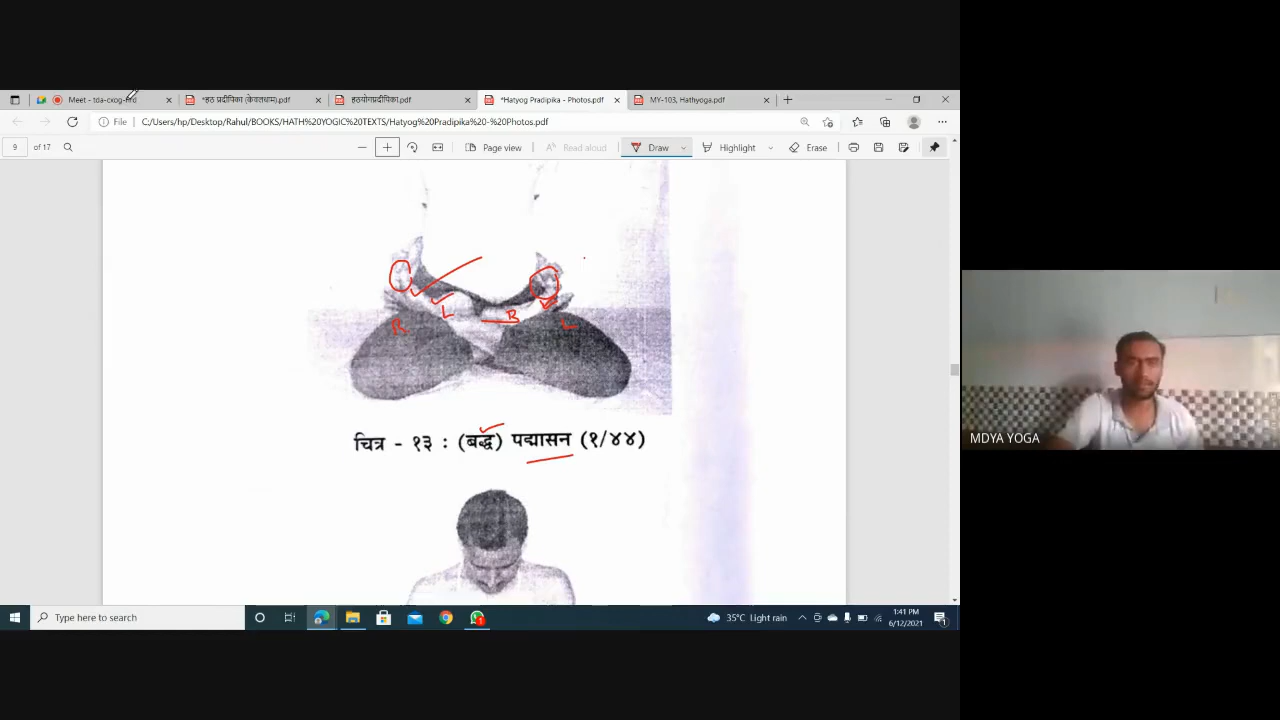 Meet - tda-cxog-hrd
*हठ प्रदीपिका (केवलधाम).pdf
हठयोगप्रदीपिका.pdf
*Hatyog Pradipika - Photos.pdf
MY-103, Hathyoga.pdf
File
C:/Users/hp/Desktop/Rahul/BOOKS/HATH%20YOGIC%20TEXTS/Hatyog%20Pradipika%20-%20Photos.pdf
9 of 17
Page view
Read aloud
Draw
Highlight
Erase
L
R
R
L
चित्र - १३ : (बद्ध) पद्मासन (१/४४)
MDYA YOGA
Type here to search
1
35°C Light rain
1:41 PM
6/12/2021
1